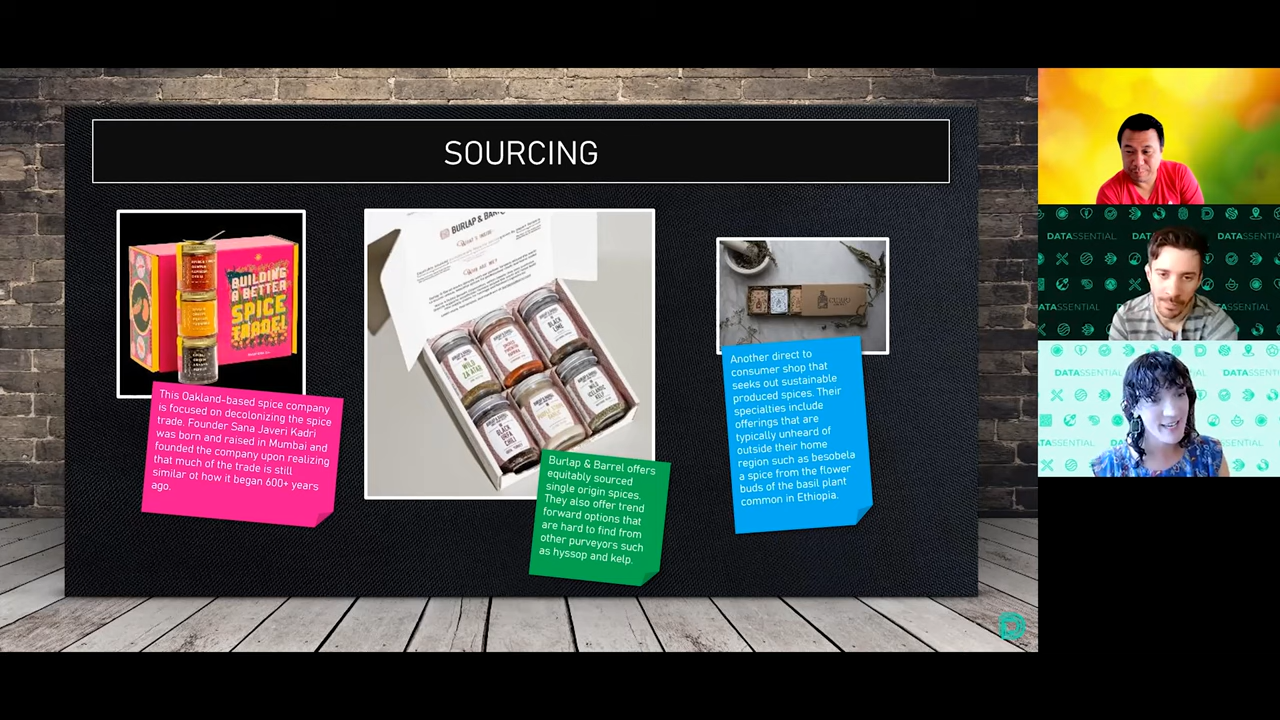 SOURCING
BUILDING
A BETTER
SPICE
TRADE!
This Oakland-based spice company
is focused on decolonizing the spice
trade. Founder Sana Javeri Kadri
was born and raised in Mumbai and
founded the company upon realizing
that much of the trade is still
similar ot how it began 600+ years
ago.
BURLAP & BARREL
BLACK
LIME
WILD
Burlap & Barrel offers
equitably sourced
single origin spices.
They also offer trend
forward options that
are hard to find from
other purveyors such
as hyssop and kelp.
Another direct to
consumer shop that
seeks out sustainable
produced spices. Their
specialties include
offerings that are
typically unheard of
outside their home
region such as besobela
a spice from the flower
buds of the basil plant
common in Ethiopia.
DATASSENTIAL
DATASSENTIAL
DATASSENTIAL